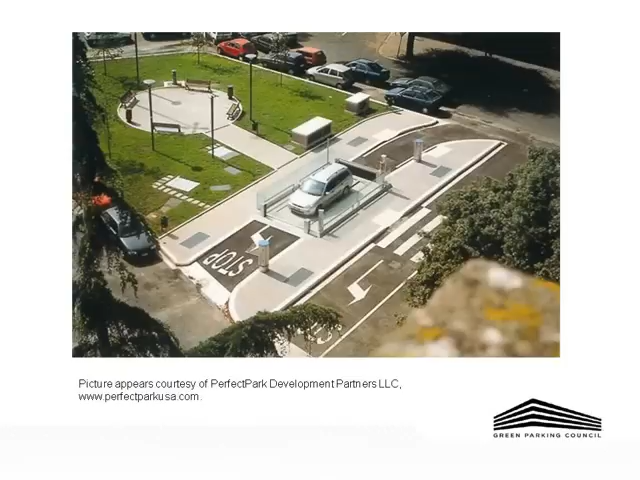 STOP
Picture appears courtesy of PerfectPark Development Partners LLC,
www.perfectparkusa.com.
GREEN PARKING COUNCIL